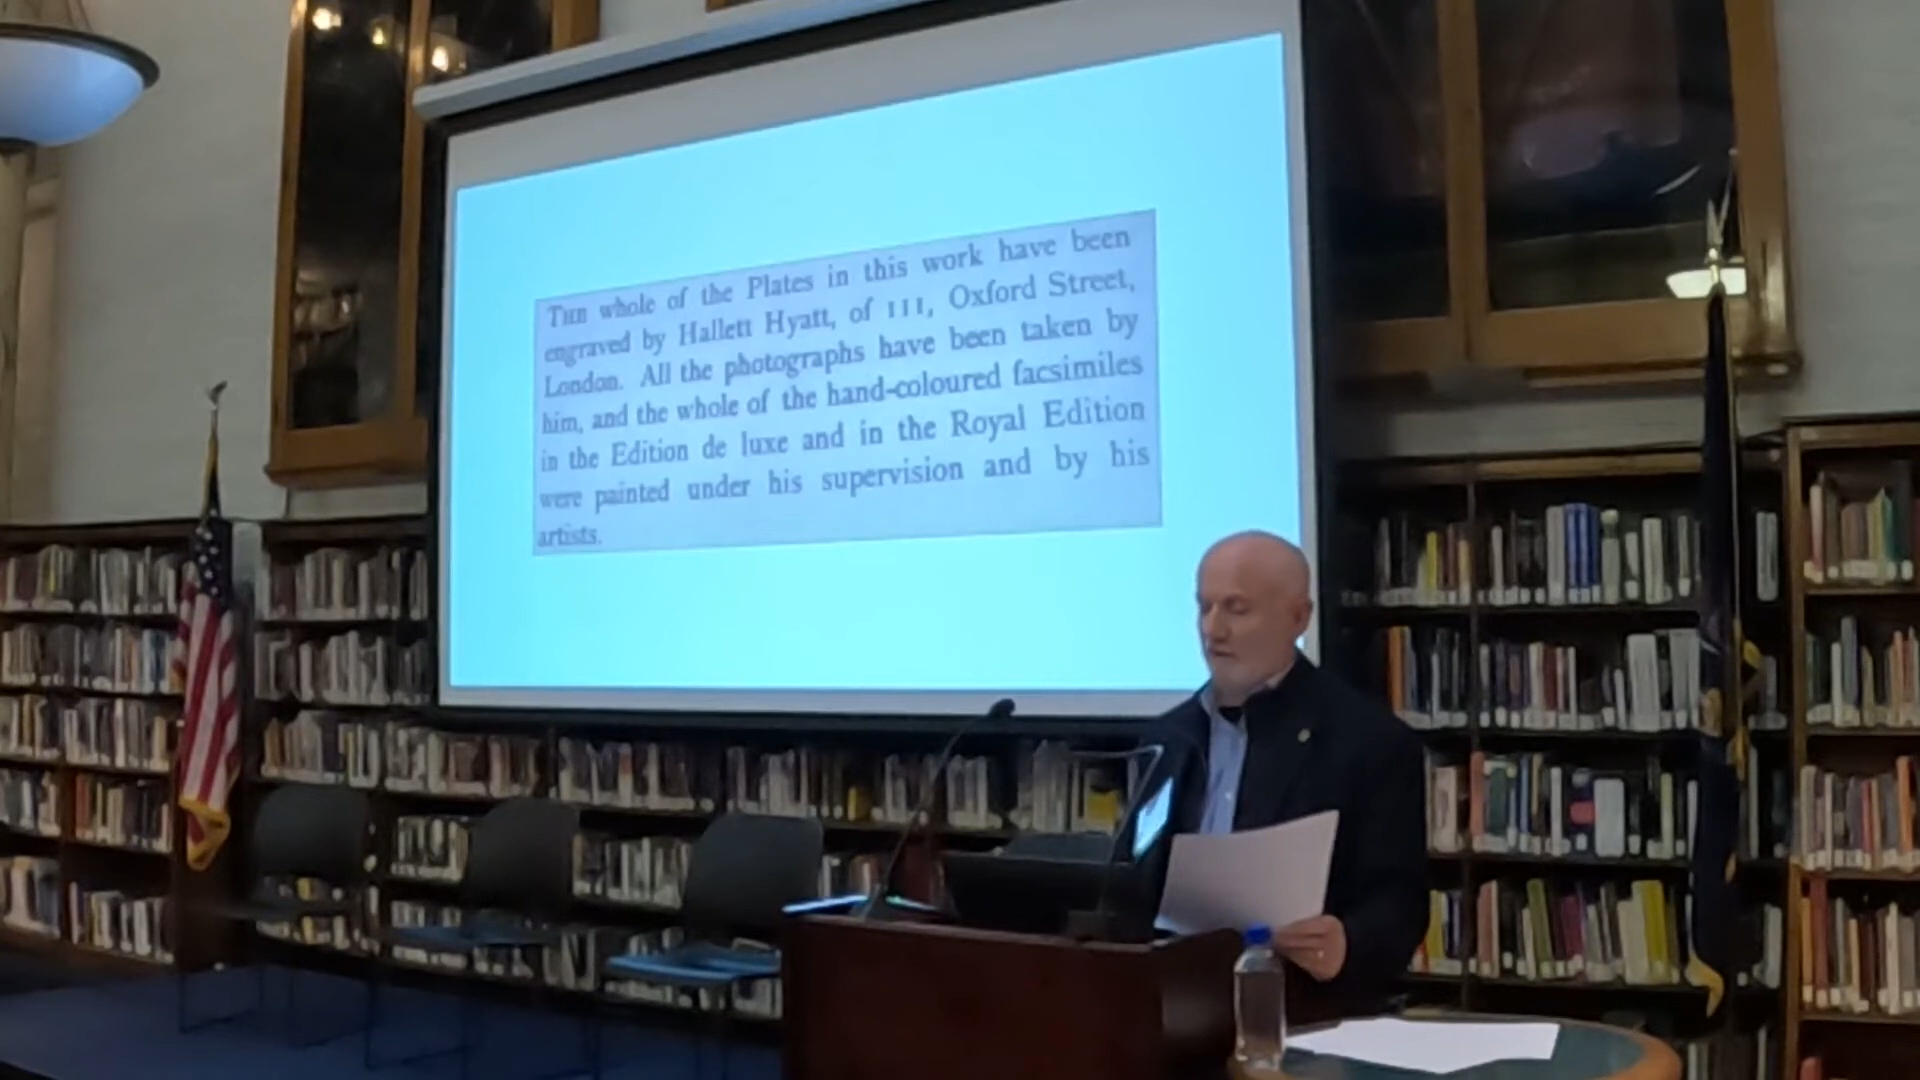 THE whole of the Plates in this work have been
engraved by Hallett Hyatt, of 111, Oxford Street,
London. All the photographs have been taken by
him, and the whole of the hand-coloured facsimiles
in the Edition de luxe and in the Royal Edition
were painted under his supervision and by his
artists.